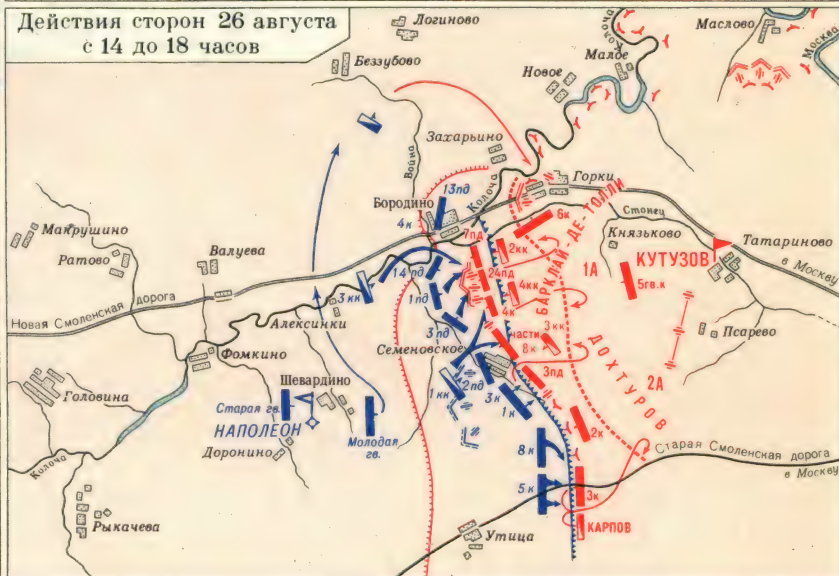 Действия сторон 26 августа
с 14 до 18 часов
Логиново
Маслово
Москва
Беззубово
Колоча
Малое
Новое
Захарьино
Война
Горки
13пд
Колоча
Бородино
4к
6к
Стонец
Князьково
Татариново
КУТУЗОВ
в Москву
Макрушино
Ратово
Валуева
7пд
2кк
14пд
24пд
БАРКЛАЙ-ДЕ-ТОЛЛИ
1А
5гв.к
3кк
1пд
4кк
4к
Новая Смоленская дорога
Алексинки
3пд
части
8к
3кк
Псарево
Семеновское
ДОХТУРОВ
2А
Фомкино
Шевардино
1кк
2пд
3к
3пд
Головина
Старая гв.
НАПОЛЕОН
Молодая
гв.
1к
2к
Доронино
8к
Старая Смоленская дорога
в Москву
Колоча
5к
3к
Рыкачева
Утица
КАРПОВ